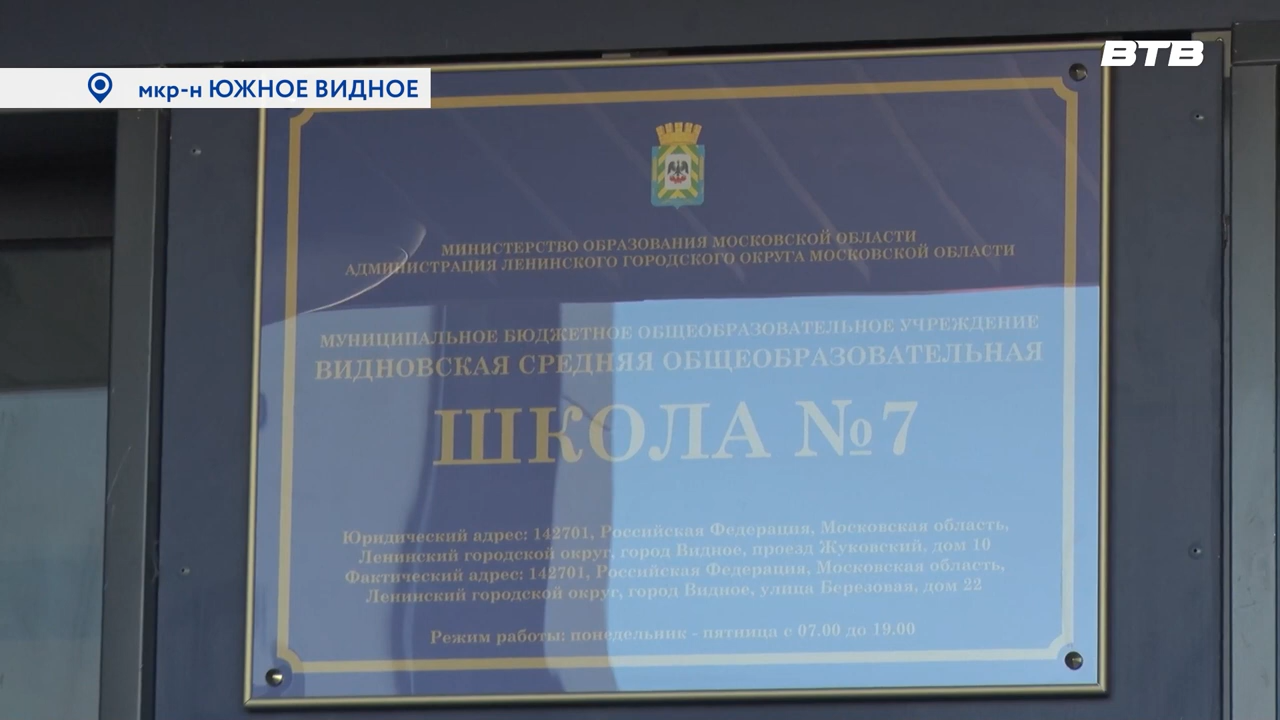 ВТВ
мкр-н ЮЖНОЕ ВИДНОЕ
МИНИСТЕРСТВО ОБРАЗОВАНИЯ МОСКОВСКОЙ ОБЛАСТИ
АДМИНИСТРАЦИЯ ЛЕНИНСКОГО ГОРОДСКОГО ОКРУГА МОСКОВСКОЙ ОБЛАСТИ
МУНИЦИПАЛЬНОЕ БЮДЖЕТНОЕ ОБЩЕОБРАЗОВАТЕЛЬНОЕ УЧРЕЖДЕНИЕ
ВИДНОВСКАЯ СРЕДНЯЯ ОБЩЕОБРАЗОВАТЕЛЬНАЯ
ШКОЛА №7
Юридический адрес: 142701, Российская Федерация, Московская область,
Ленинский городской округ, город Видное, проезд Жуковский, дом 10
Фактический адрес: 142701, Российская Федерация, Московская область,
Ленинский городской округ, город Видное, улица Березовая, дом 22
Режим работы: понедельник - пятница с 07.00 до 19.00